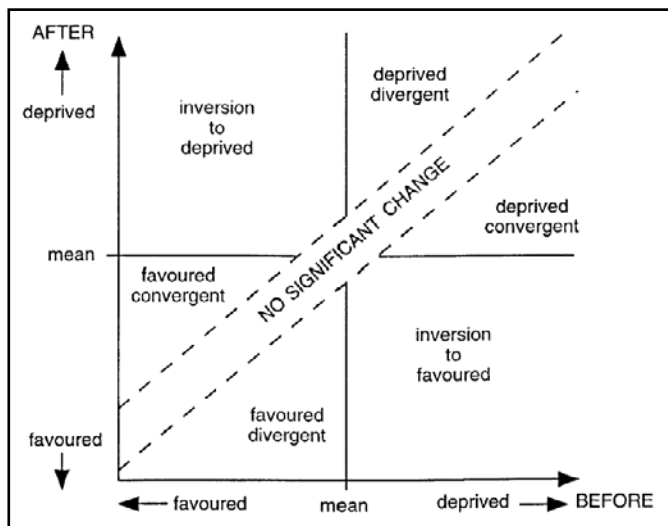 AFTER
deprived
inversion
to
deprived
deprived
divergent
NO SIGNIFICANT CHANGE
deprived
convergent
mean
favoured
convergent
inversion
to
favoured
favoured
favoured
divergent
favoured
mean
deprived
BEFORE